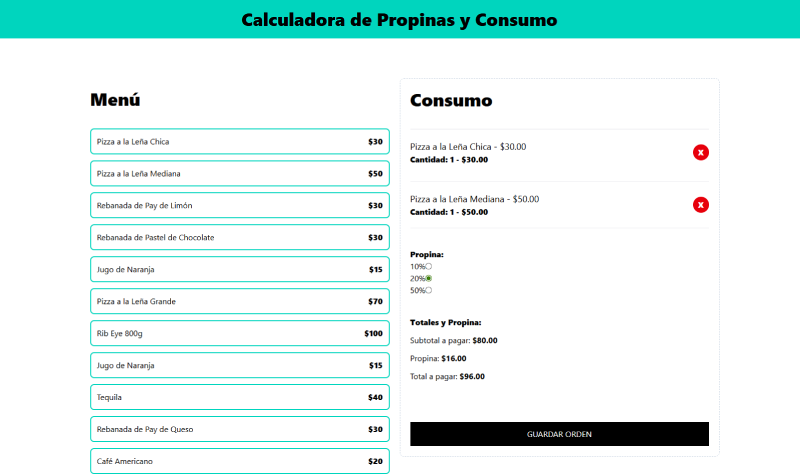 Calculadora de Propinas y Consumo
Menú
Pizza a la Leña Chica $30
Pizza a la Leña Mediana $50
Rebanada de Pay de Limón $30
Rebanada de Pastel de Chocolate $30
Jugo de Naranja $15
Pizza a la Leña Grande $70
Rib Eye 800g $100
Jugo de Naranja $15
Tequila $40
Rebanada de Pay de Queso $30
Café Americano $20
Consumo
Pizza a la Leña Chica - $30.00
Cantidad: 1 - $30.00
X
Pizza a la Leña Mediana - $50.00
Cantidad: 1 - $50.00
X
Propina:
10%
20%
50%
Totales y Propina:
Subtotal a pagar: $80.00
Propina: $16.00
Total a pagar: $96.00
GUARDAR ORDEN